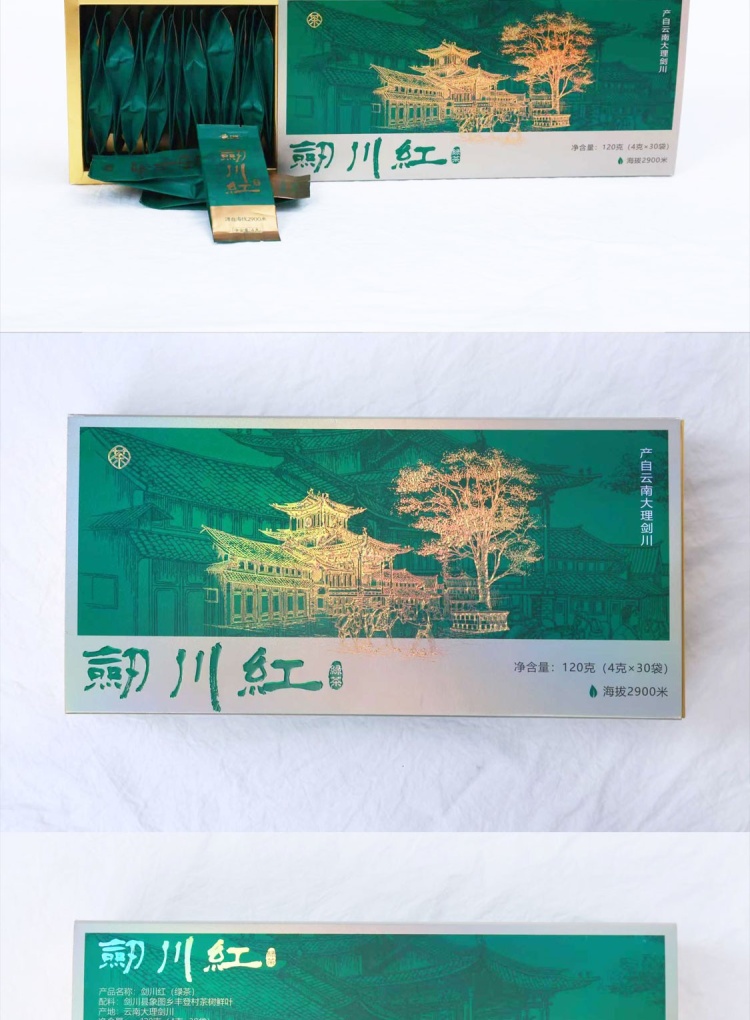 茶
产自云南大理剑川
劍川紅
绿茶
净含量：120克（4克×30袋）
海拔2900米
劍川紅
海拔2900米
茶
产自云南大理剑川
劍川紅
绿茶
净含量：120克（4克×30袋）
海拔2900米
劍川紅
产品名称：剑川红（绿茶）
配料：剑川县象图乡丰登村茶树鲜叶
产地：云南大理剑川